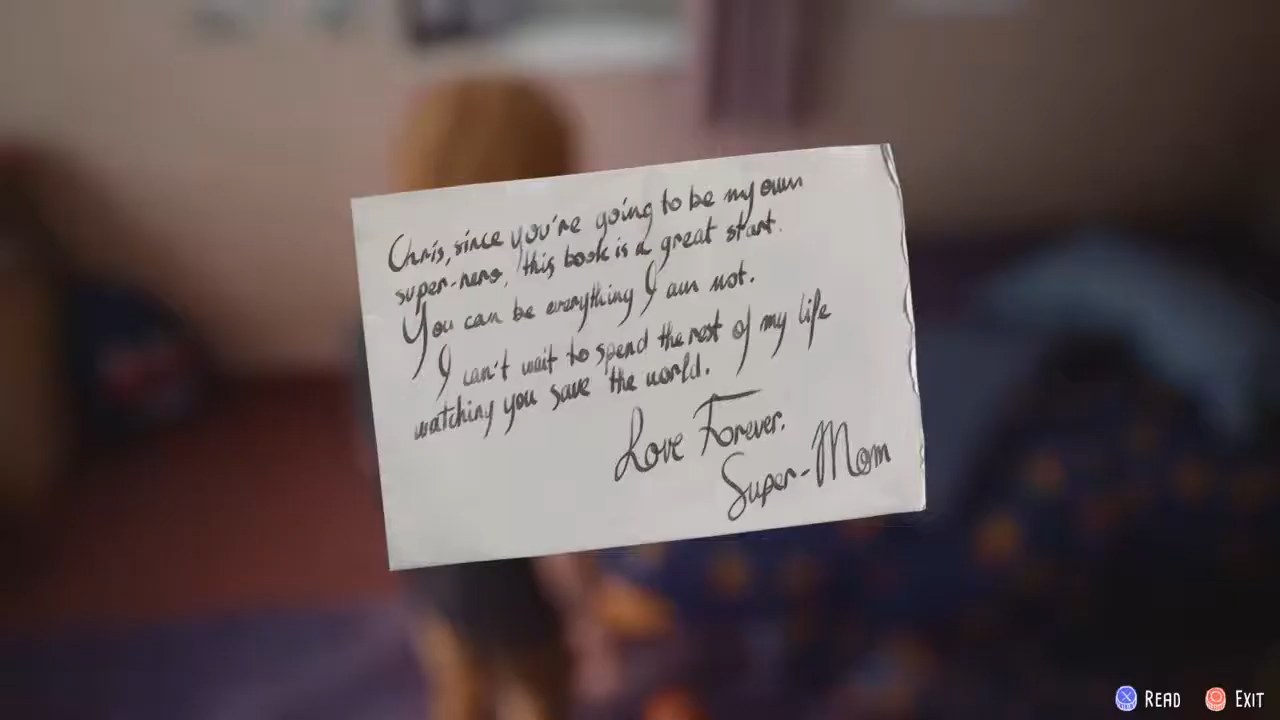 Chris, since you're going to be my own
super-hero, this book is a great start.
You can be everything I am not.
I can't wait to spend the rest of my life
watching you save the world.
Love Forever.
Super-Mom
READ
EXIT